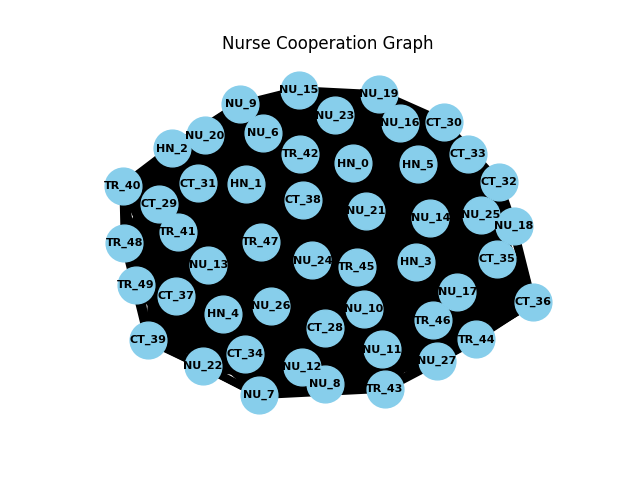 Nurse Cooperation Graph
NU_15
NU_19
NU_9
NU_23
NU_16
CT_30
NU_20
NU_6
HN_2
TR_42
HN_0
HN_5
CT_33
TR_40
CT_31
HN_1
CT_32
CT_29
CT_38
NU_21
NU_14
NU_25
NU_18
TR_41
TR_48
TR_47
NU_13
NU_24
TR_45
HN_3
CT_35
TR_49
CT_37
NU_17
HN_4
NU_26
NU_10
CT_36
CT_28
TR_46
CT_39
CT_34
NU_11
TR_44
NU_22
NU_12
NU_27
NU_7
NU_8
TR_43